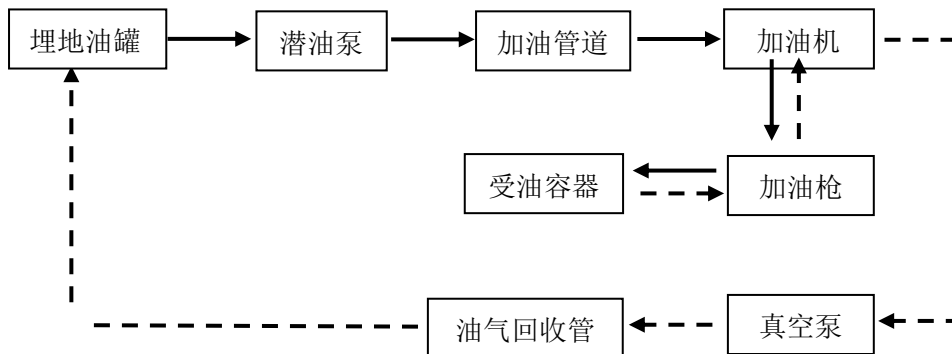 埋地油罐
潜油泵
加油管道
加油机
受油容器
加油枪
油气回收管
真空泵